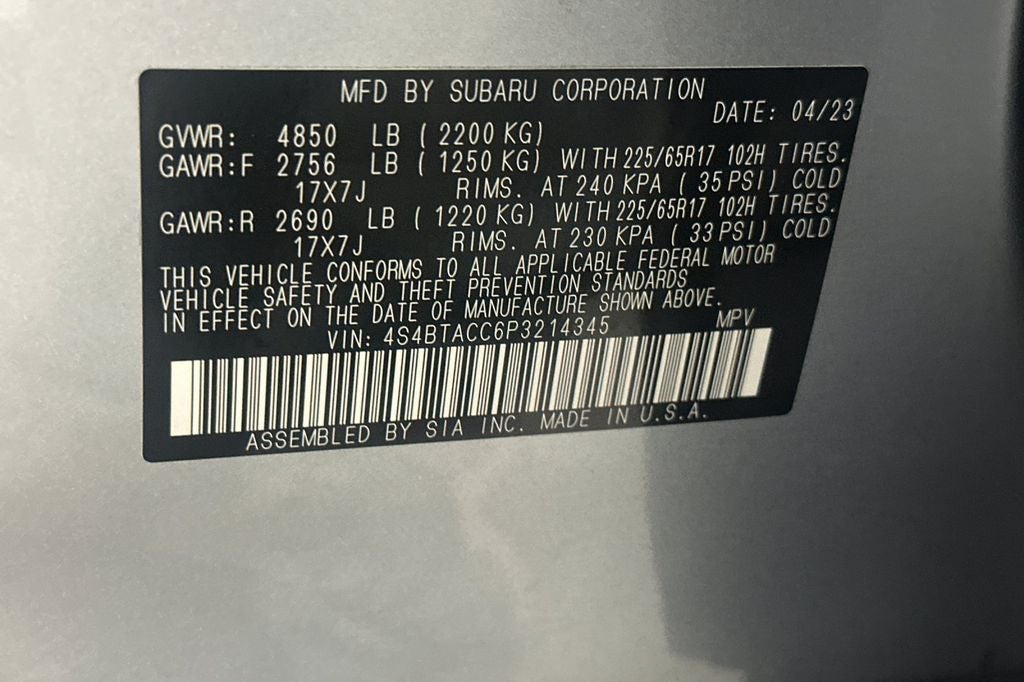 MFD BY SUBARU CORPORATION
DATE: 04/23
GVWR: 4850 LB ( 2200 KG)
GAWR:F 2756 LB ( 1250 KG) WITH 225/65R17 102H TIRES.
17X7J RIMS. AT 240 KPA ( 35 PSI) COLD
GAWR:R 2690 LB ( 1220 KG) WITH 225/65R17 102H TIRES.
17X7J RIMS. AT 230 KPA ( 33 PSI) COLD
THIS VEHICLE CONFORMS TO ALL APPLICABLE FEDERAL MOTOR
VEHICLE SAFETY AND THEFT PREVENTION STANDARDS
IN EFFECT ON THE DATE OF MANUFACTURE SHOWN ABOVE.
VIN: 4S4BTACC6P3214345 MPV
ASSEMBLED BY SIA INC. MADE IN U.S.A.